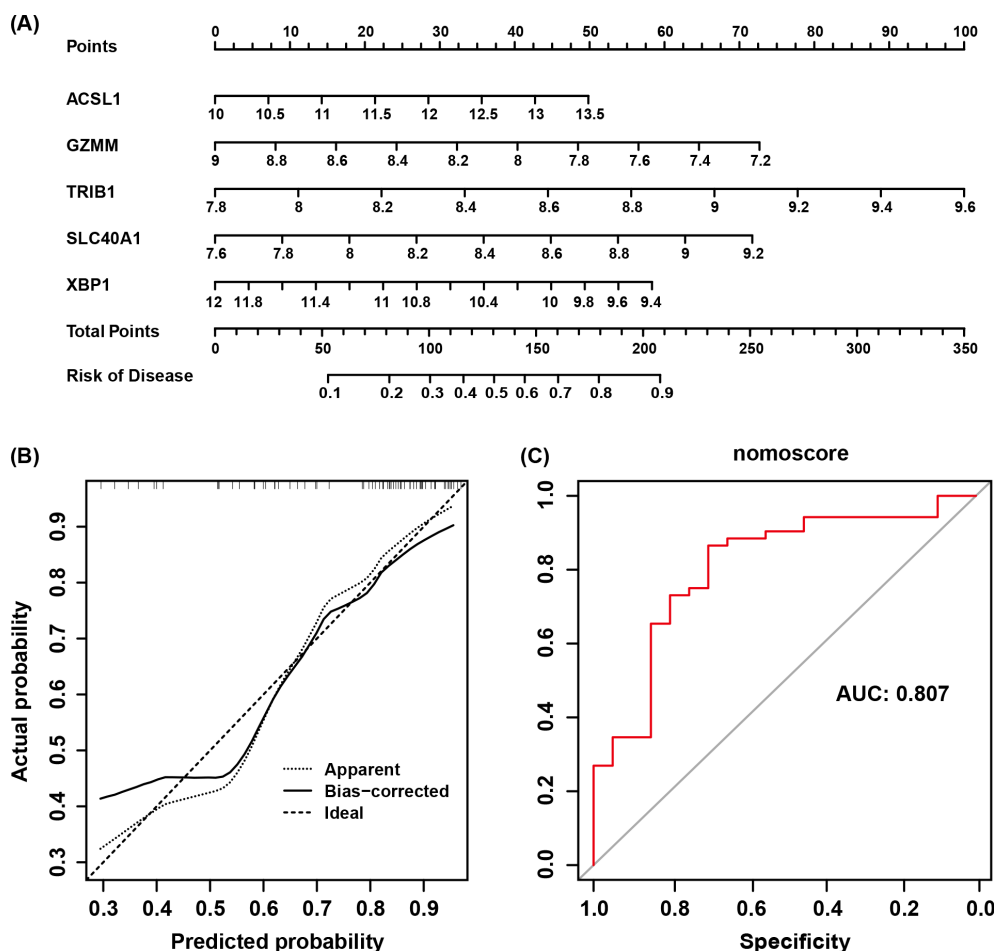 (A)
Points
0 10 20 30 40 50 60 70 80 90 100
ACSL1
10 10.5 11 11.5 12 12.5 13 13.5
GZMM
9 8.8 8.6 8.4 8.2 8 7.8 7.6 7.4 7.2
TRIB1
7.8 8 8.2 8.4 8.6 8.8 9 9.2 9.4 9.6
SLC40A1
7.6 7.8 8 8.2 8.4 8.6 8.8 9 9.2
XBP1
12 11.8 11.4 11 10.8 10.4 10 9.8 9.6 9.4
Total Points
0 50 100 150 200 250 300 350
Risk of Disease
0.1 0.2 0.3 0.4 0.5 0.6 0.7 0.8 0.9
(B)
Actual probability
0.9
0.8
0.7
0.6
0.5
0.4
0.3
Apparent
Bias-corrected
Ideal
0.3 0.4 0.5 0.6 0.7 0.8 0.9
Predicted probability
(C)
nomoscore
1.0
0.8
0.6
0.4
0.2
0.0
AUC: 0.807
1.0 0.8 0.6 0.4 0.2 0.0
Specificity